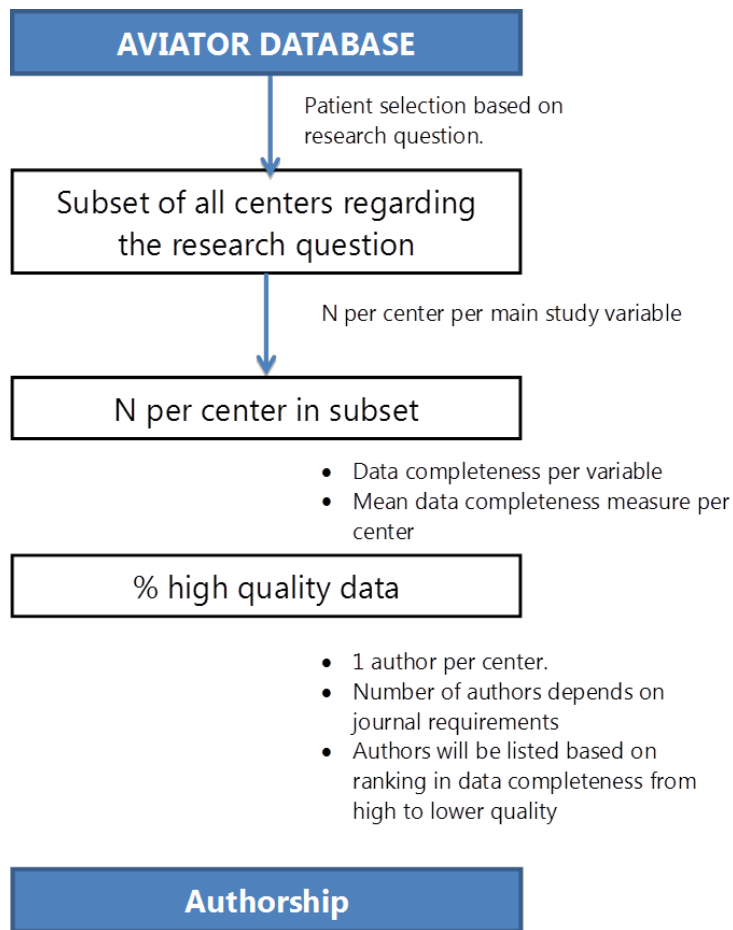 AVIATOR DATABASE
Patient selection based on
research question.
Subset of all centers regarding
the research question
N per center per main study variable
N per center in subset
• Data completeness per variable
• Mean data completeness measure per
center
% high quality data
• 1 author per center.
• Number of authors depends on
journal requirements
• Authors will be listed based on
ranking in data completeness from
high to lower quality
Authorship